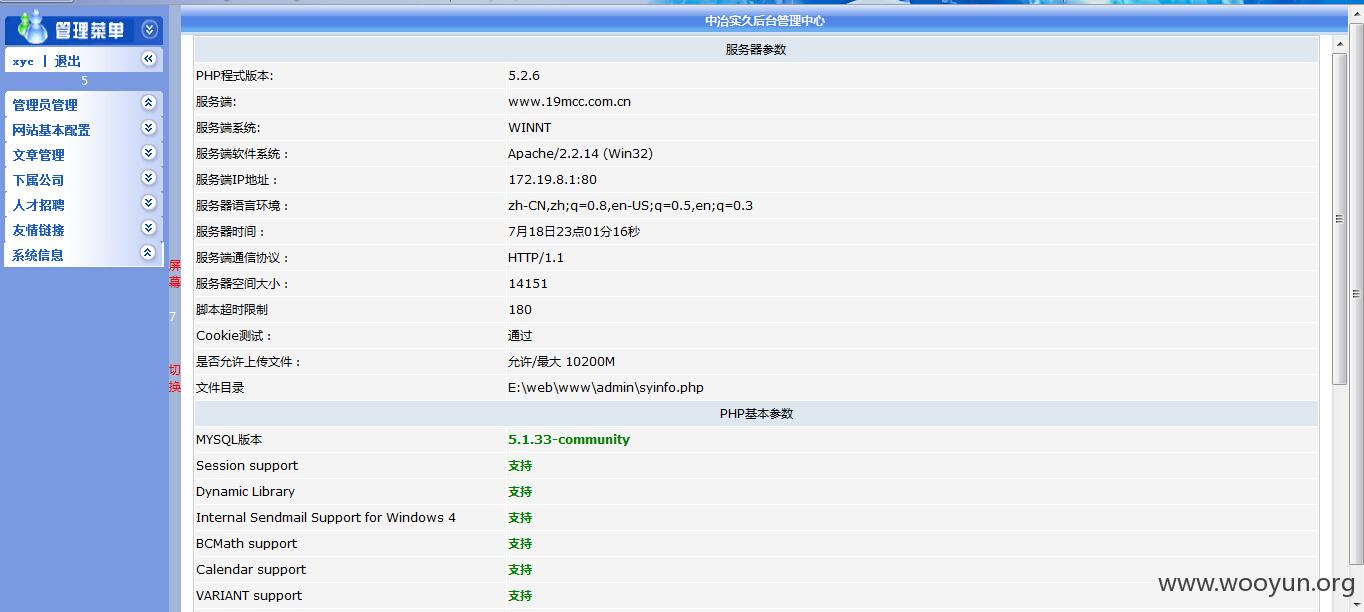 管理菜单
xyc | 退出
5
管理员管理
网站基本配置
文章管理
下属公司
人才招聘
友情链接
系统信息
屏幕
7
切换
中冶实久后台管理中心
服务器参数
PHP程式版本: 5.2.6
服务端: www.19mcc.com.cn
服务端系统: WINNT
服务端软件系统： Apache/2.2.14 (Win32)
服务端IP地址： 172.19.8.1:80
服务器语言环境： zh-CN,zh;q=0.8,en-US;q=0.5,en;q=0.3
服务器时间： 7月18日23点01分16秒
服务端通信协议： HTTP/1.1
服务器空间大小： 14151
脚本超时限制 180
Cookie测试： 通过
是否允许上传文件： 允许/最大 10200M
文件目录 E:\web\www\admin\syinfo.php
PHP基本参数
MYSQL版本 5.1.33-community
Session support 支持
Dynamic Library 支持
Internal Sendmail Support for Windows 4 支持
BCMath support 支持
Calendar support 支持
VARIANT support 支持
www.wooyun.org